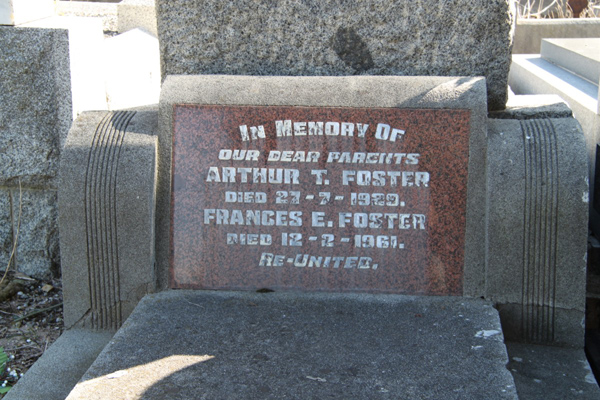 In Memory Of
Our Dear Parents
Arthur T. Foster
Died 21-7-1929.
Frances E. Foster
Died 12-2-1961.
Re-United.